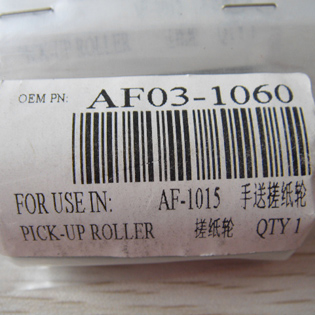 OEM PN: AF03-1060
FOR USE IN: AF-1015 手送搓纸轮
PICK-UP ROLLER 搓纸轮 QTY 1